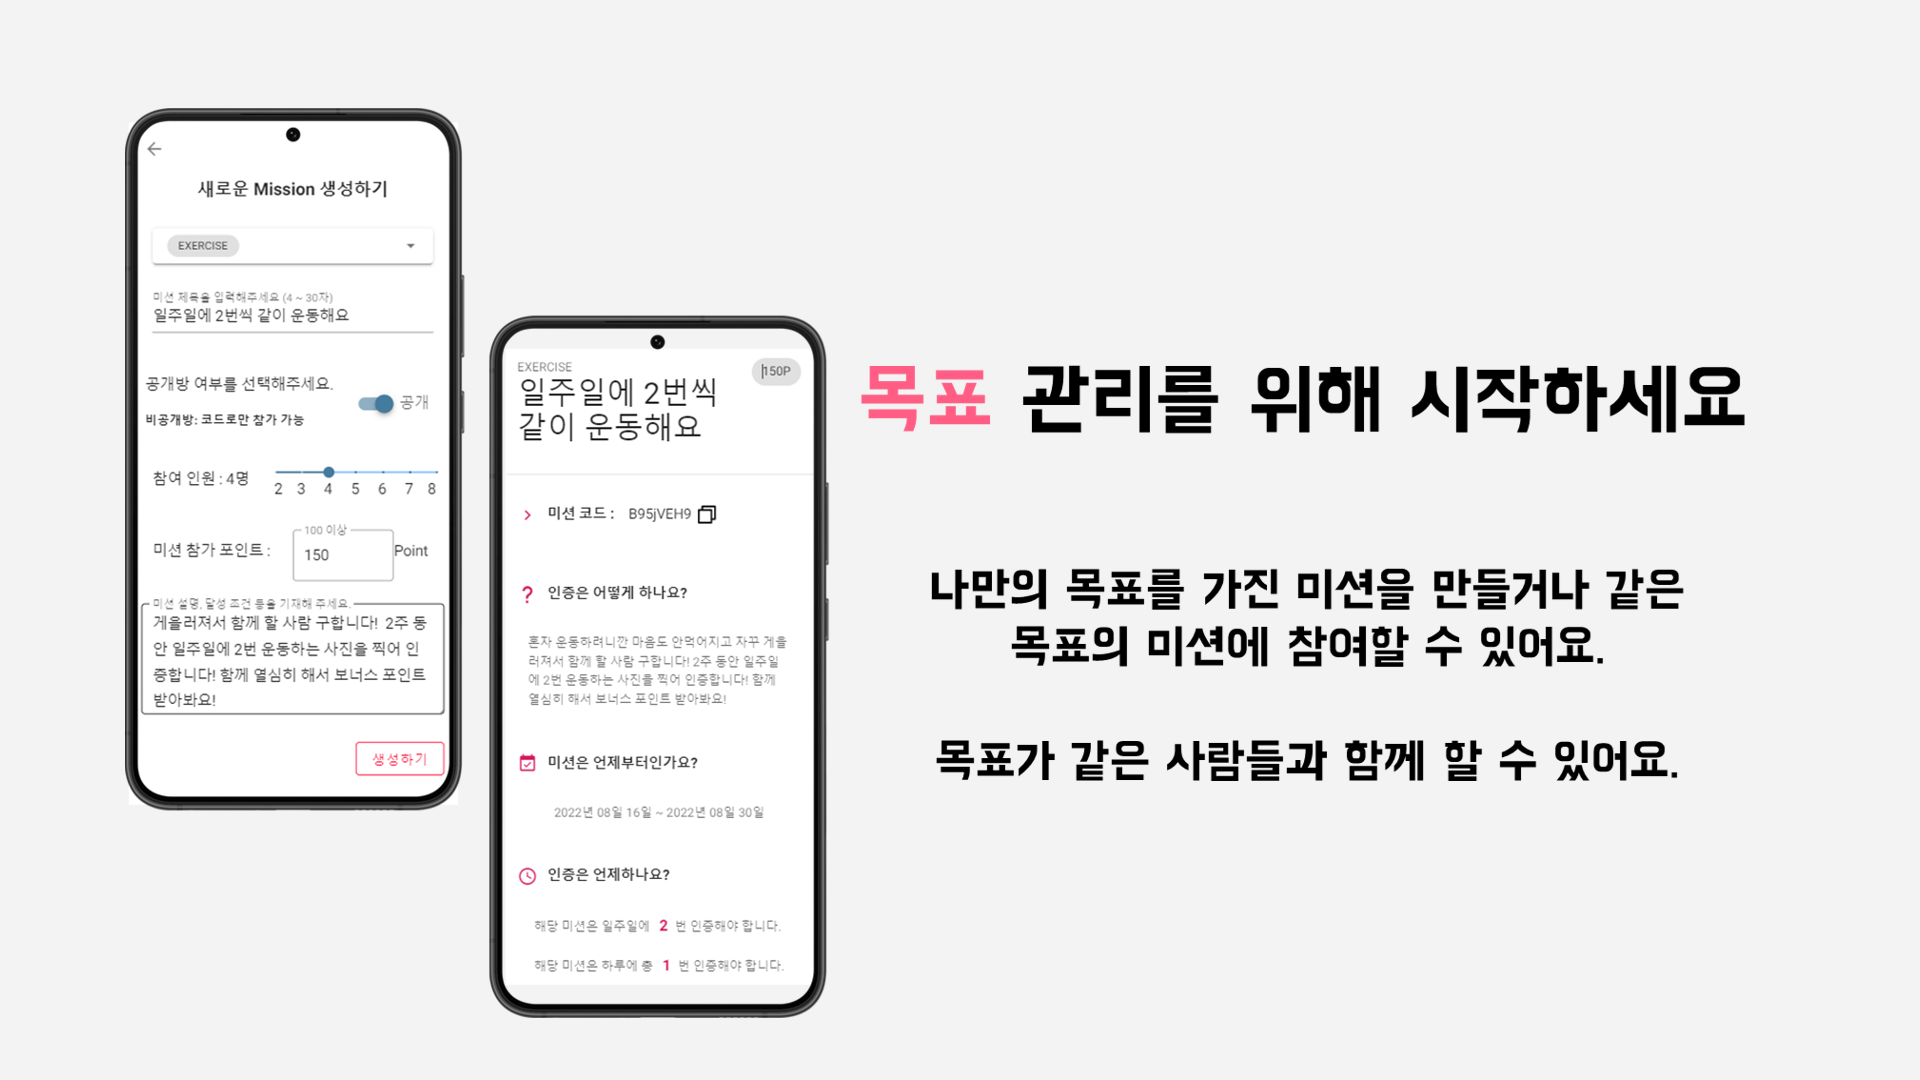 새로운 Mission 생성하기
EXERCISE
미션 제목을 입력해주세요 (4 ~ 30자)
일주일에 2번씩 같이 운동해요
공개방 여부를 선택해주세요.
공개
비공개방: 코드로만 참가 가능
참여 인원 : 4명
2 3 4 5 6 7 8
100 이상
미션 참가 포인트 :
150
Point
미션 설명, 달성 조건 등을 기재해 주세요.
게을러져서 함께 할 사람 구합니다! 2주 동
안 일주일에 2번 운동하는 사진을 찍어 인
증합니다! 함께 열심히 해서 보너스 포인트
받아봐요!
생성하기
EXERCISE
150P
일주일에 2번씩
같이 운동해요
미션 코드 : B95jVEH9
? 인증은 어떻게 하나요?
혼자 운동하려니깐 마음도 안먹어지고 자꾸 게을
러져서 함께 할 사람 구합니다! 2주 동안 일주일
에 2번 운동하는 사진을 찍어 인증합니다! 함께
열심히 해서 보너스 포인트 받아봐요!
미션은 언제부터인가요?
2022년 08일 16일 ~ 2022년 08일 30일
인증은 언제하나요?
해당 미션은 일주일에 2 번 인증해야 합니다.
해당 미션은 하루에 총 1 번 인증해야 합니다.
목표 관리를 위해 시작하세요
나만의 목표를 가진 미션을 만들거나 같은
목표의 미션에 참여할 수 있어요.
목표가 같은 사람들과 함께 할 수 있어요.